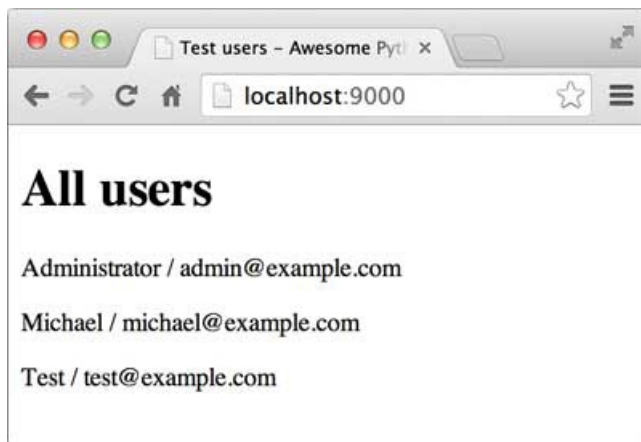 Test users – Awesome Pyt
localhost:9000
All users
Administrator / admin@example.com
Michael / michael@example.com
Test / test@example.com